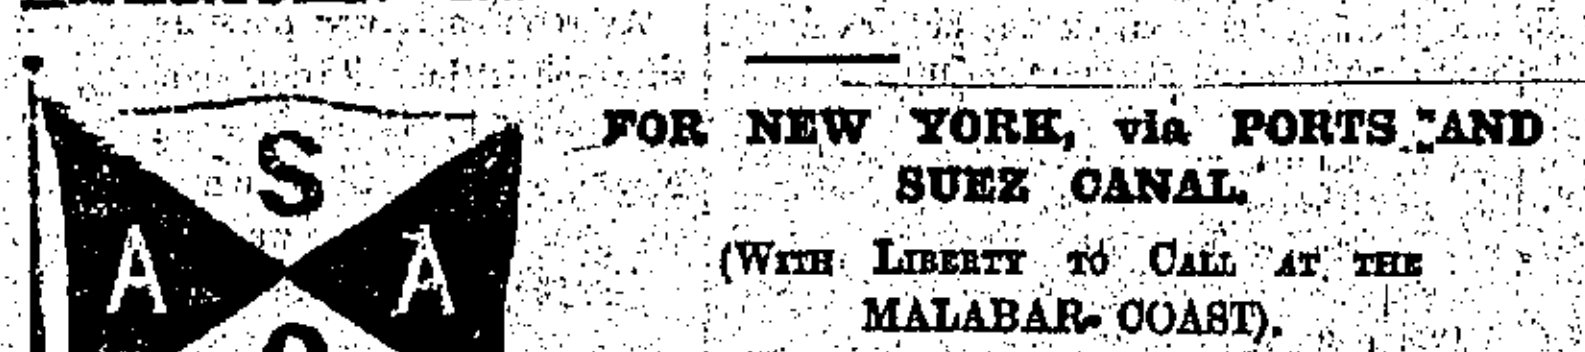 S
A A
FOR NEW YORK, via PORTS AND
SUEZ CANAL.
(WITH LIBERTY TO CALL AT THE
MALABAR COAST).